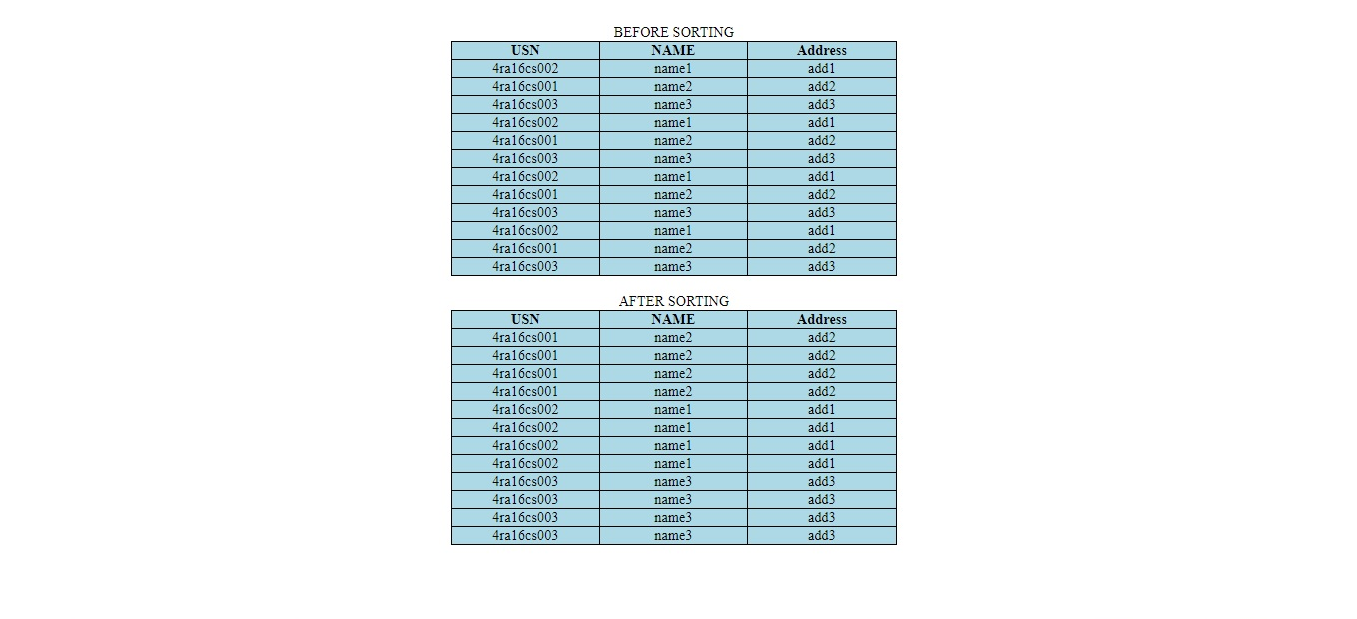 BEFORE SORTING
USN NAME Address
4ra16cs002 name1 add1
4ra16cs001 name2 add2
4ra16cs003 name3 add3
4ra16cs002 name1 add1
4ra16cs001 name2 add2
4ra16cs003 name3 add3
4ra16cs002 name1 add1
4ra16cs001 name2 add2
4ra16cs003 name3 add3
4ra16cs002 name1 add1
4ra16cs001 name2 add2
4ra16cs003 name3 add3
AFTER SORTING
USN NAME Address
4ra16cs001 name2 add2
4ra16cs001 name2 add2
4ra16cs001 name2 add2
4ra16cs001 name2 add2
4ra16cs002 name1 add1
4ra16cs002 name1 add1
4ra16cs002 name1 add1
4ra16cs002 name1 add1
4ra16cs003 name3 add3
4ra16cs003 name3 add3
4ra16cs003 name3 add3
4ra16cs003 name3 add3